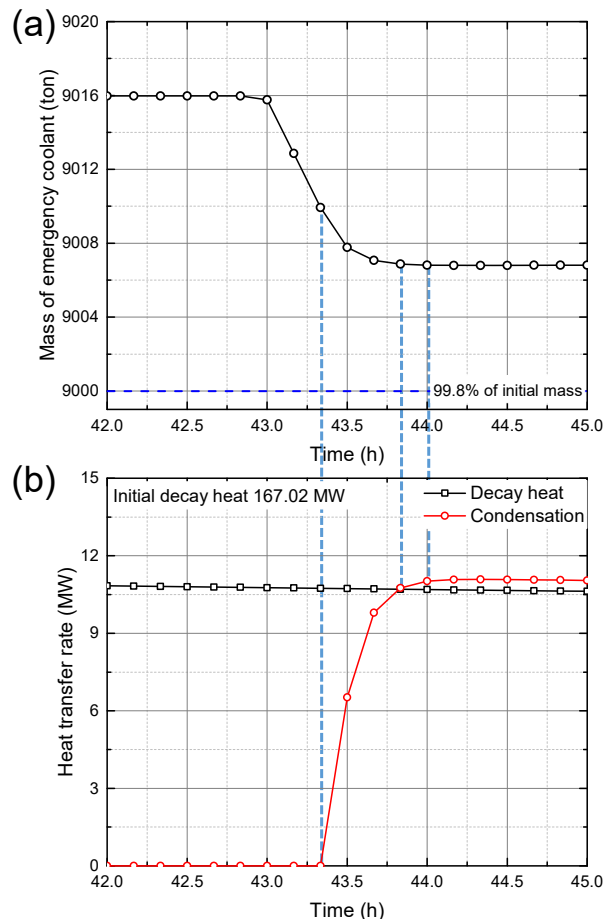 (a)
Mass of emergency coolant (ton)
9020
9016
9012
9008
9004
9000
99.8% of initial mass
42.0 42.5 43.0 43.5 44.0 44.5 45.0
Time (h)
(b)
Heat transfer rate (MW)
15
12
9
6
3
0
Initial decay heat 167.02 MW
Decay heat
Condensation
42.0 42.5 43.0 43.5 44.0 44.5 45.0
Time (h)